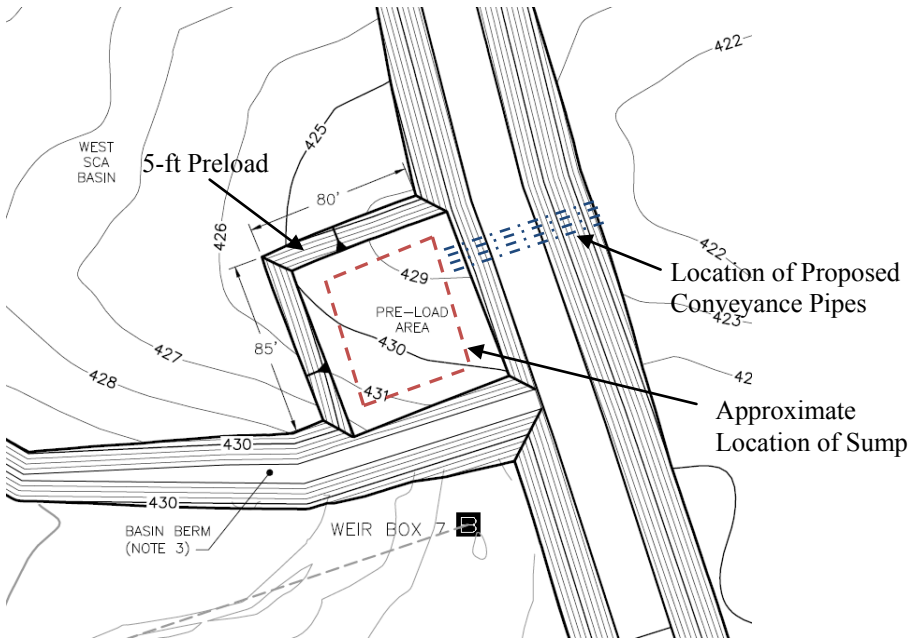 422
WEST
SCA
BASIN
425
5-ft Preload
80'
426
422
429
Location of Proposed
Conveyance Pipes
PRE-LOAD
AREA
423
430
427
85'
428
431
42
Approximate
Location of Sump
430
430
BASIN BERM
(NOTE 3)
WEIR BOX 7 B